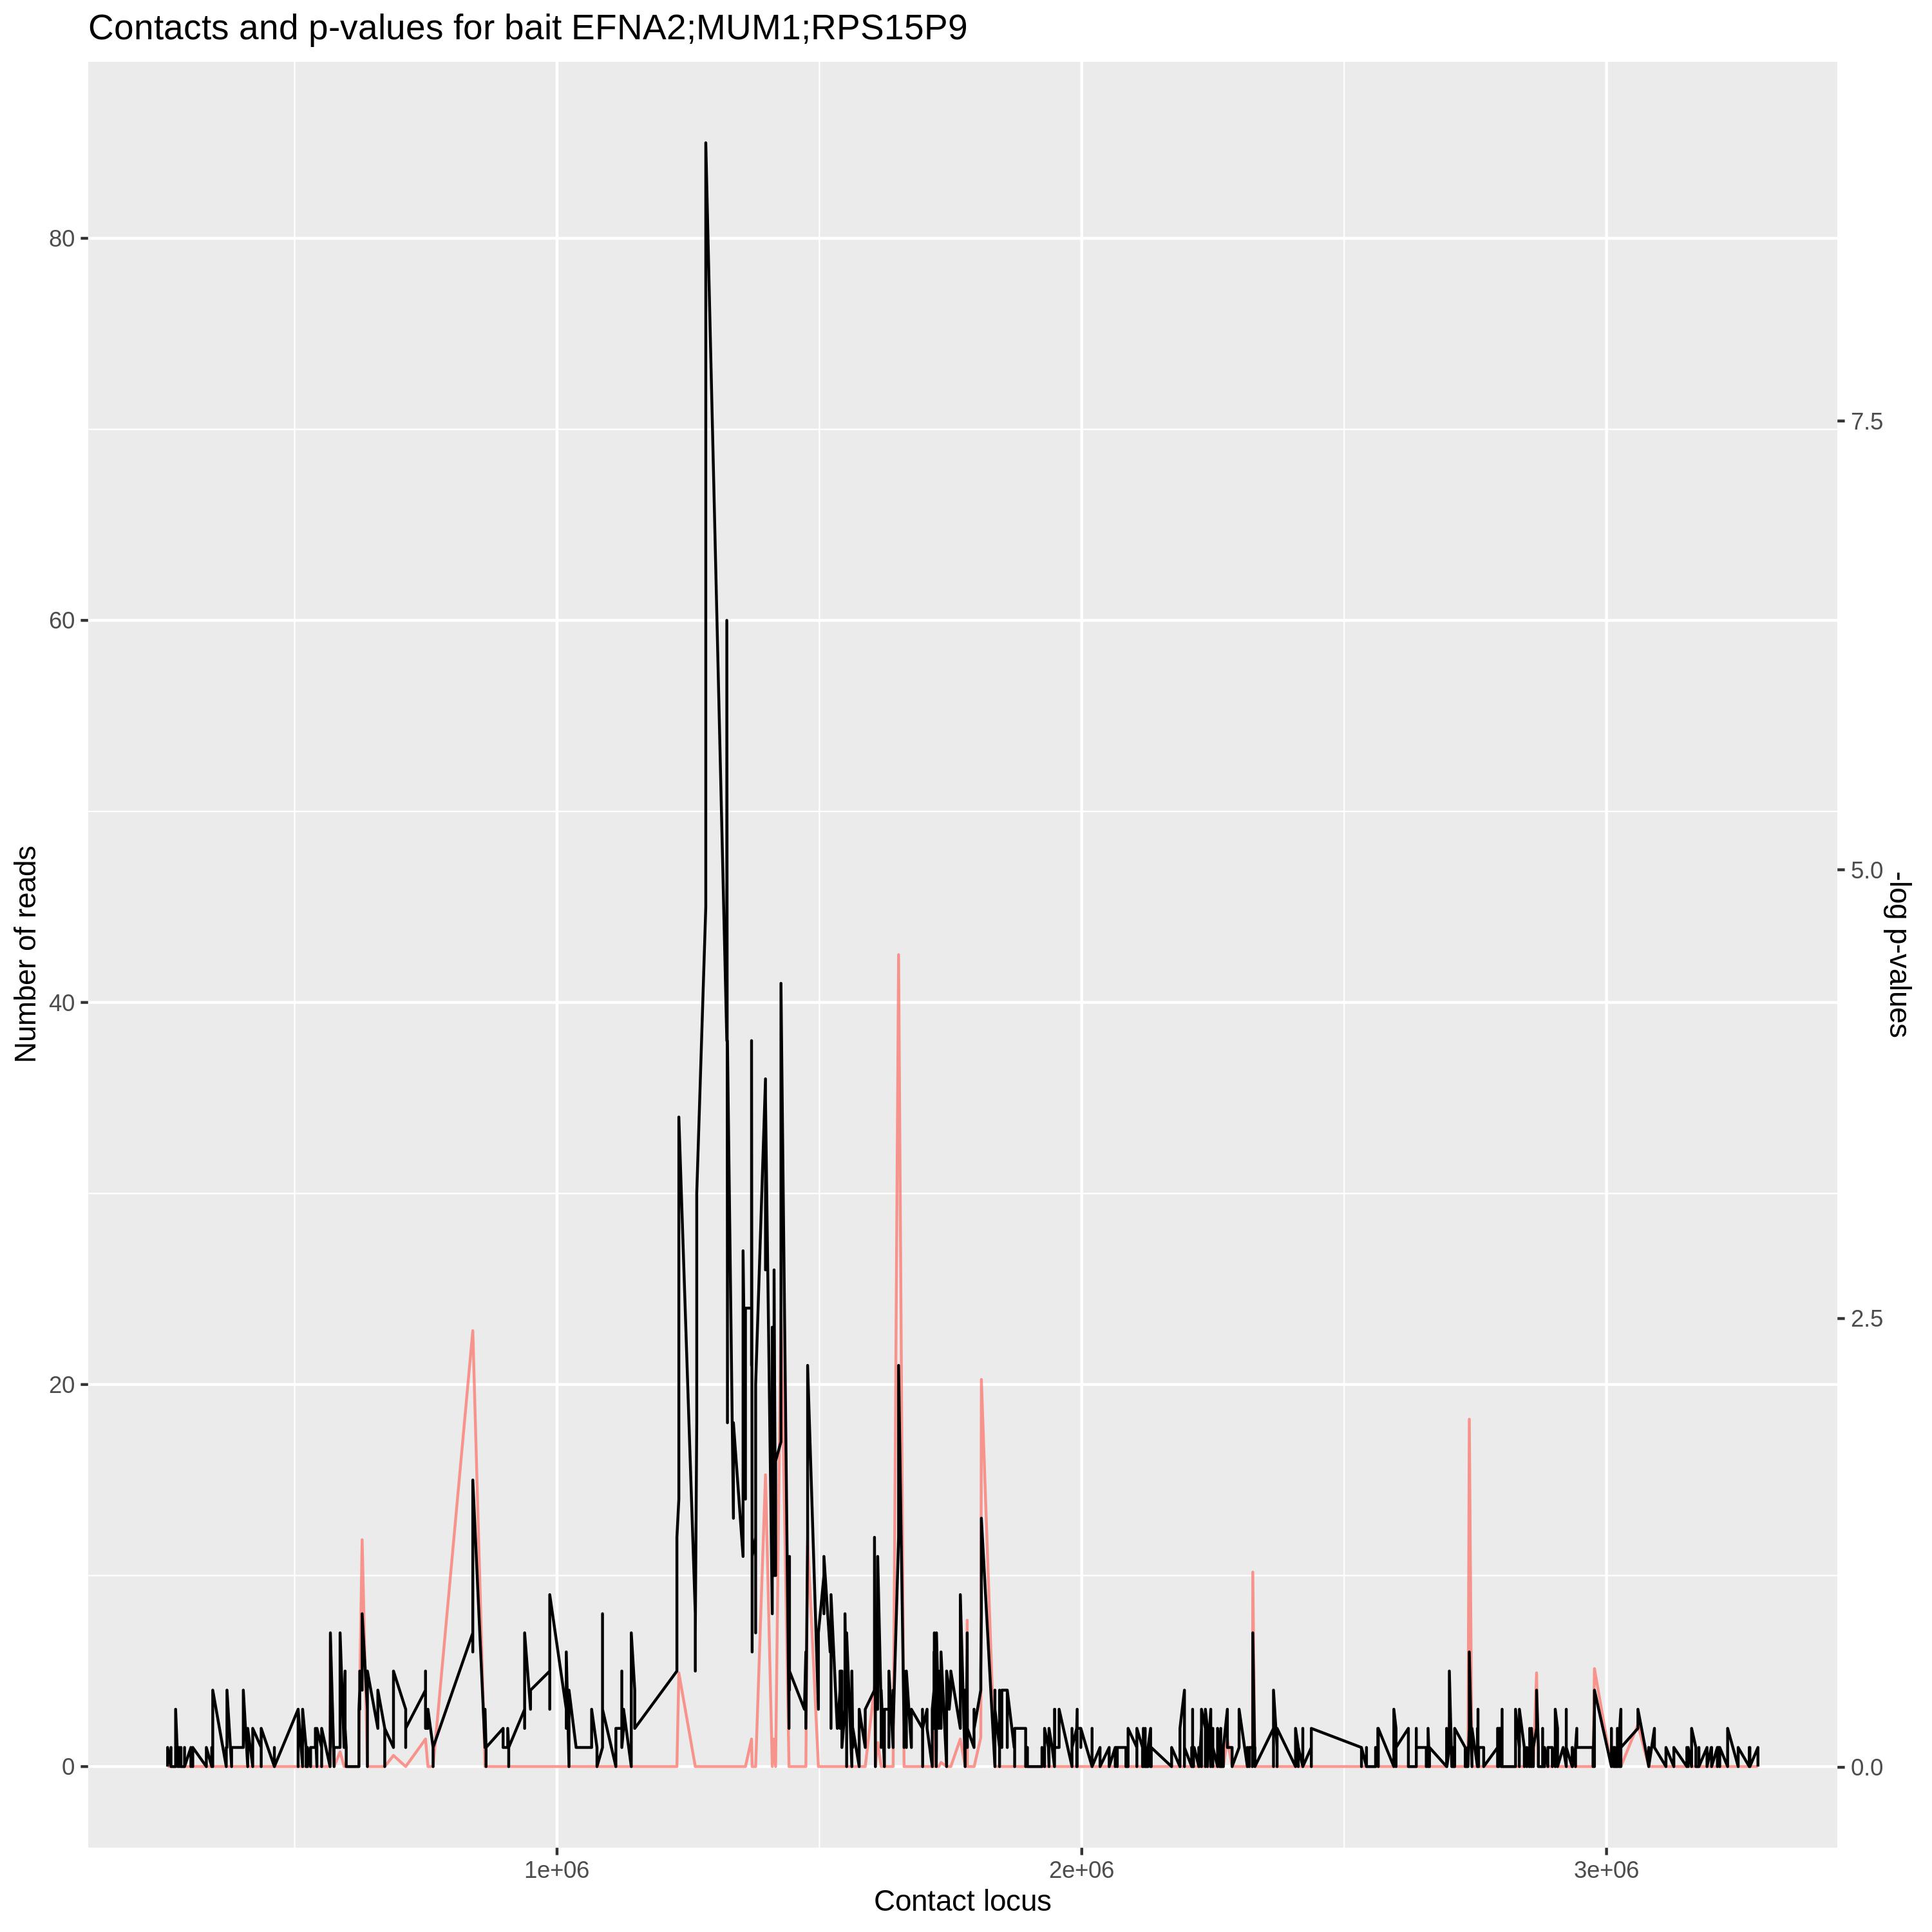 Contacts and p-values for bait EFNA2;MUM1;RPS15P9
80
60
40
20
0
Number of reads
7.5
5.0
2.5
0.0
-log p-values
1e+06
2e+06
3e+06
Contact locus